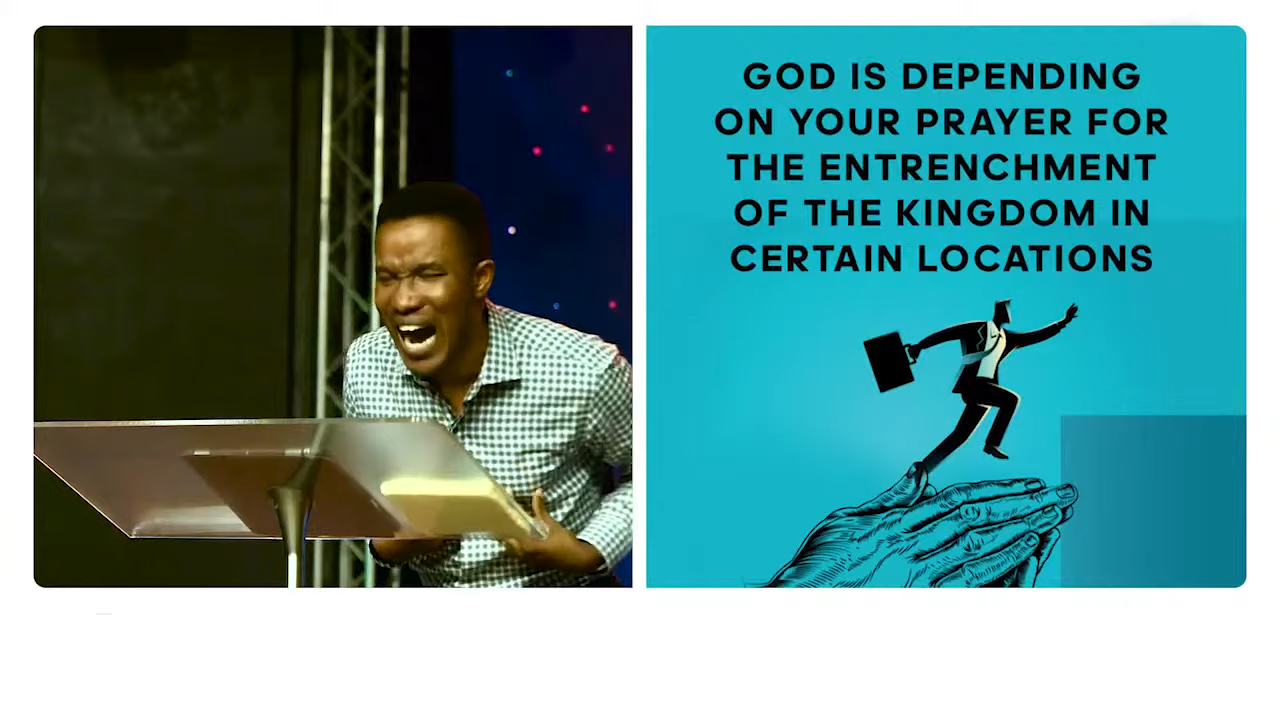 GOD IS DEPENDING
ON YOUR PRAYER FOR
THE ENTRENCHMENT
OF THE KINGDOM IN
CERTAIN LOCATIONS